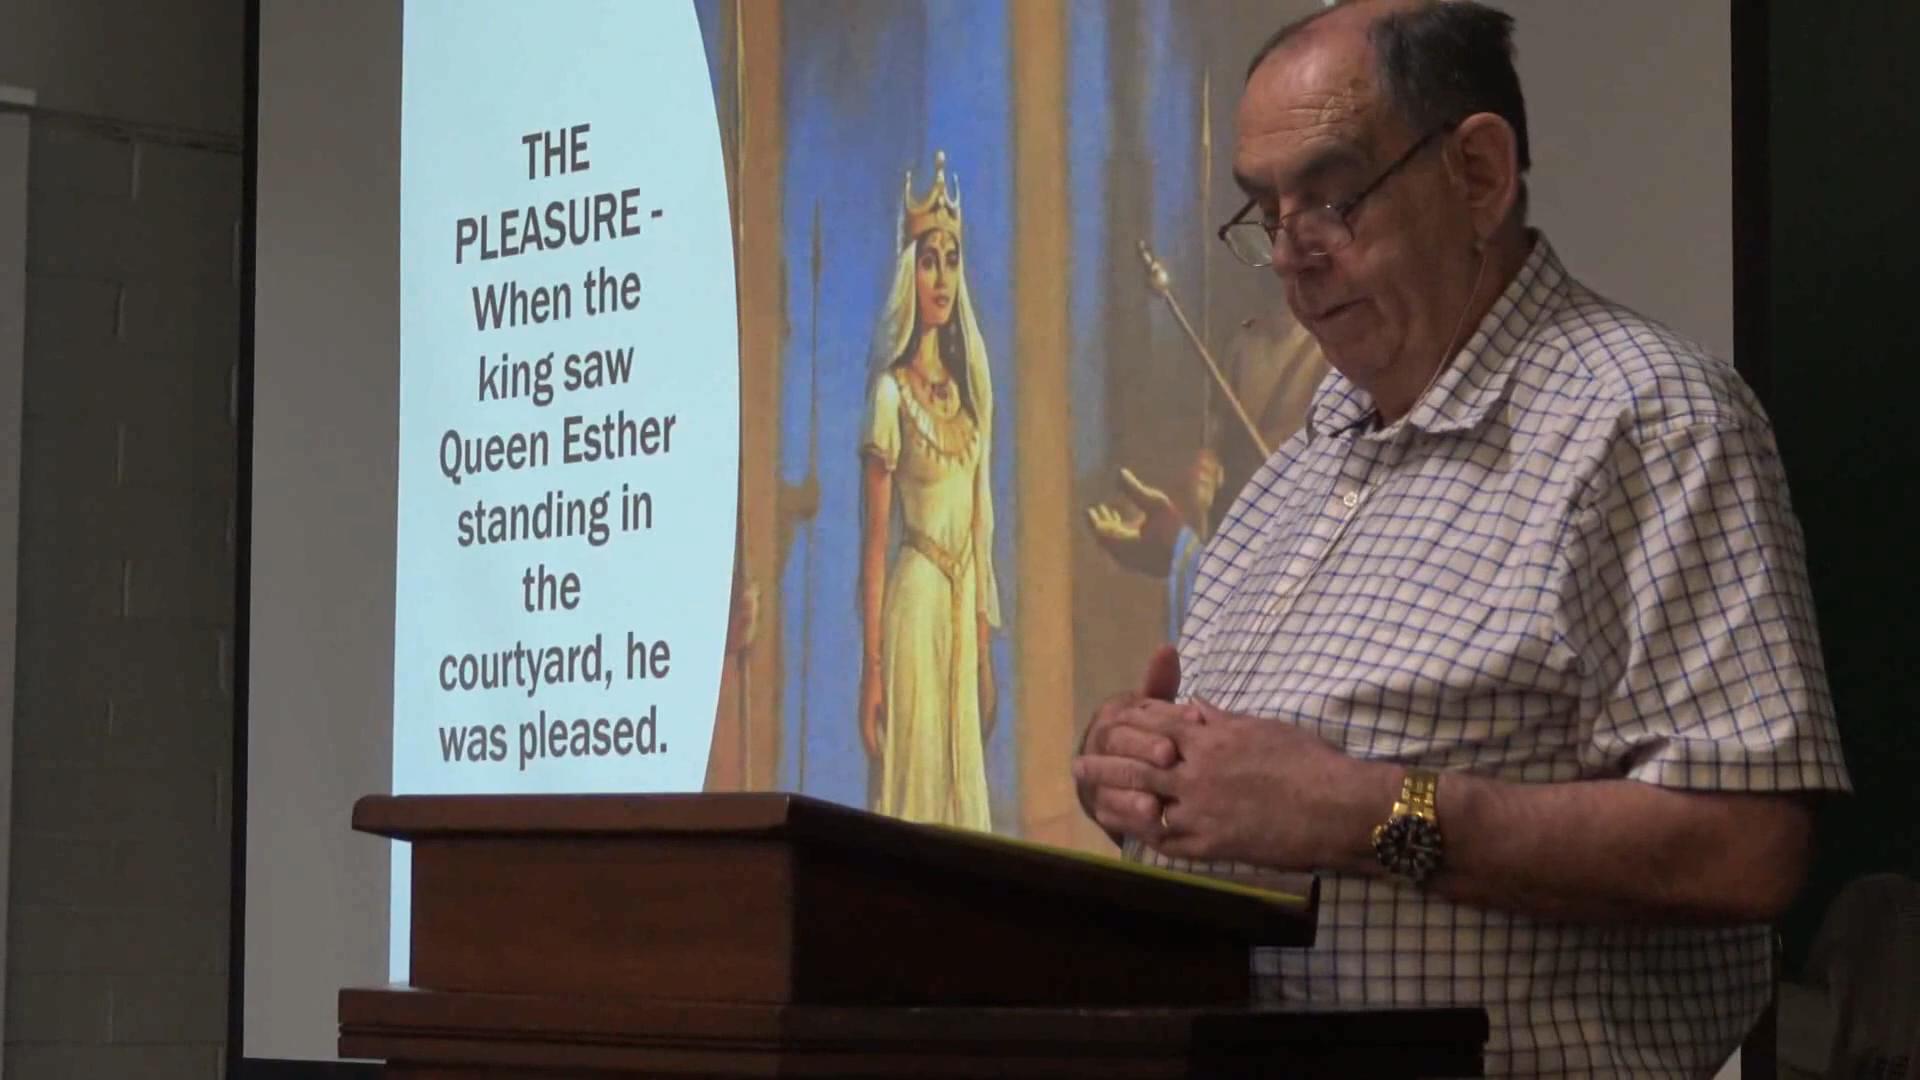 THE
PLEASURE -
When the
king saw
Queen Esther
standing in
the
courtyard, he
was pleased.